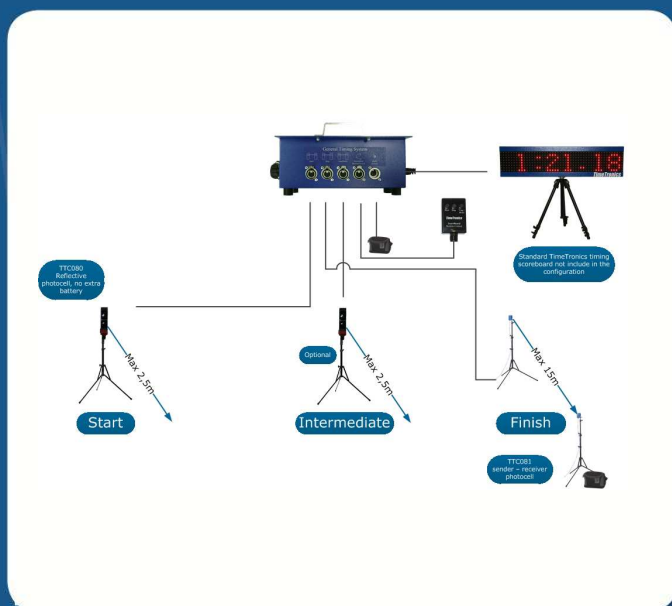 General Timing System
1:21.18
TimeTronics
TimeTronics
Standard TimeTronics timing
scoreboard not include in the
configuration
TTC080
Reflective
photocell, no extra
battery
Optional
Max 2,5m
Max 2,5m
Max 15m
Start
Intermediate
Finish
TTC081
sender – receiver
photocell